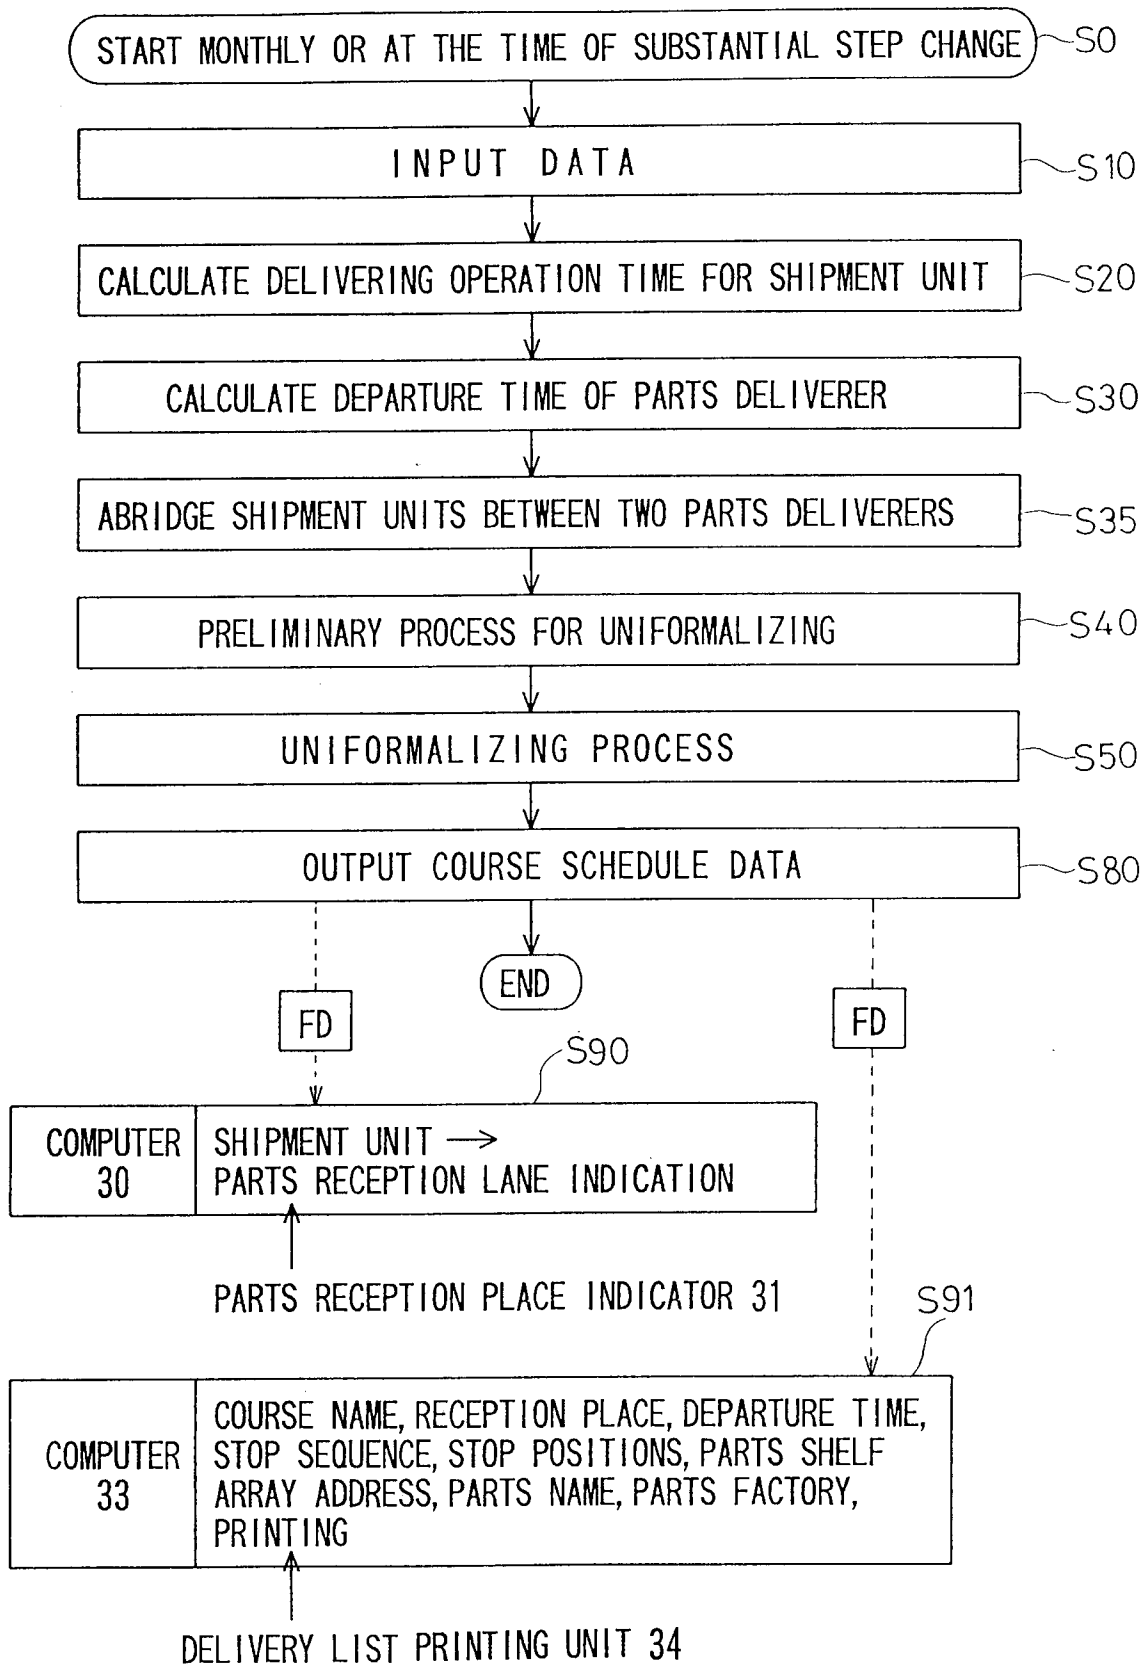 START MONTHLY OR AT THE TIME OF SUBSTANTIAL STEP CHANGE
S0
INPUT DATA
S10
CALCULATE DELIVERING OPERATION TIME FOR SHIPMENT UNIT
S20
CALCULATE DEPARTURE TIME OF PARTS DELIVERER
S30
ABRIDGE SHIPMENT UNITS BETWEEN TWO PARTS DELIVERERS
S35
PRELIMINARY PROCESS FOR UNIFORMALIZING
S40
UNIFORMALIZING PROCESS
S50
OUTPUT COURSE SCHEDULE DATA
S80
END
FD
FD
S90
COMPUTER
30
SHIPMENT UNIT →
PARTS RECEPTION LANE INDICATION
PARTS RECEPTION PLACE INDICATOR 31
S91
COMPUTER
33
COURSE NAME, RECEPTION PLACE, DEPARTURE TIME,
STOP SEQUENCE, STOP POSITIONS, PARTS SHELF
ARRAY ADDRESS, PARTS NAME, PARTS FACTORY,
PRINTING
DELIVERY LIST PRINTING UNIT 34